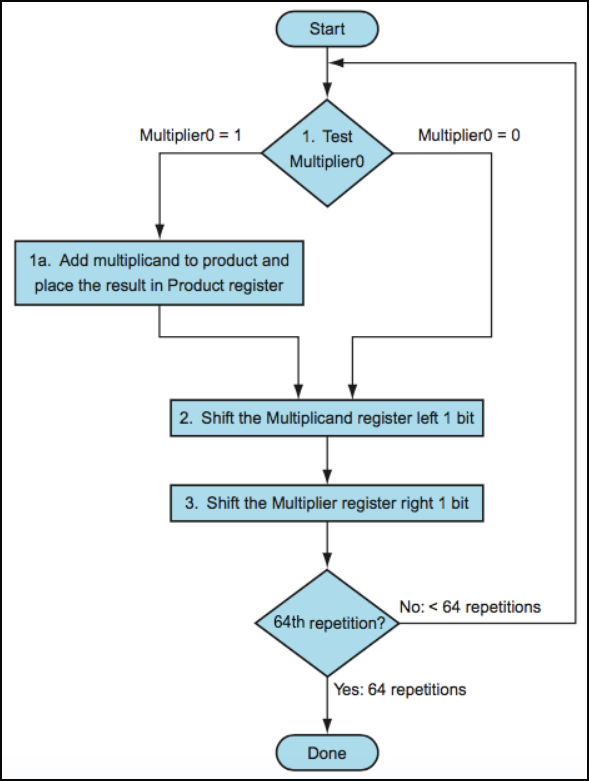 Start
Multiplier0 = 1
1. Test
Multiplier0
Multiplier0 = 0
1a. Add multiplicand to product and
place the result in Product register
2. Shift the Multiplicand register left 1 bit
3. Shift the Multiplier register right 1 bit
64th repetition?
No: < 64 repetitions
Yes: 64 repetitions
Done